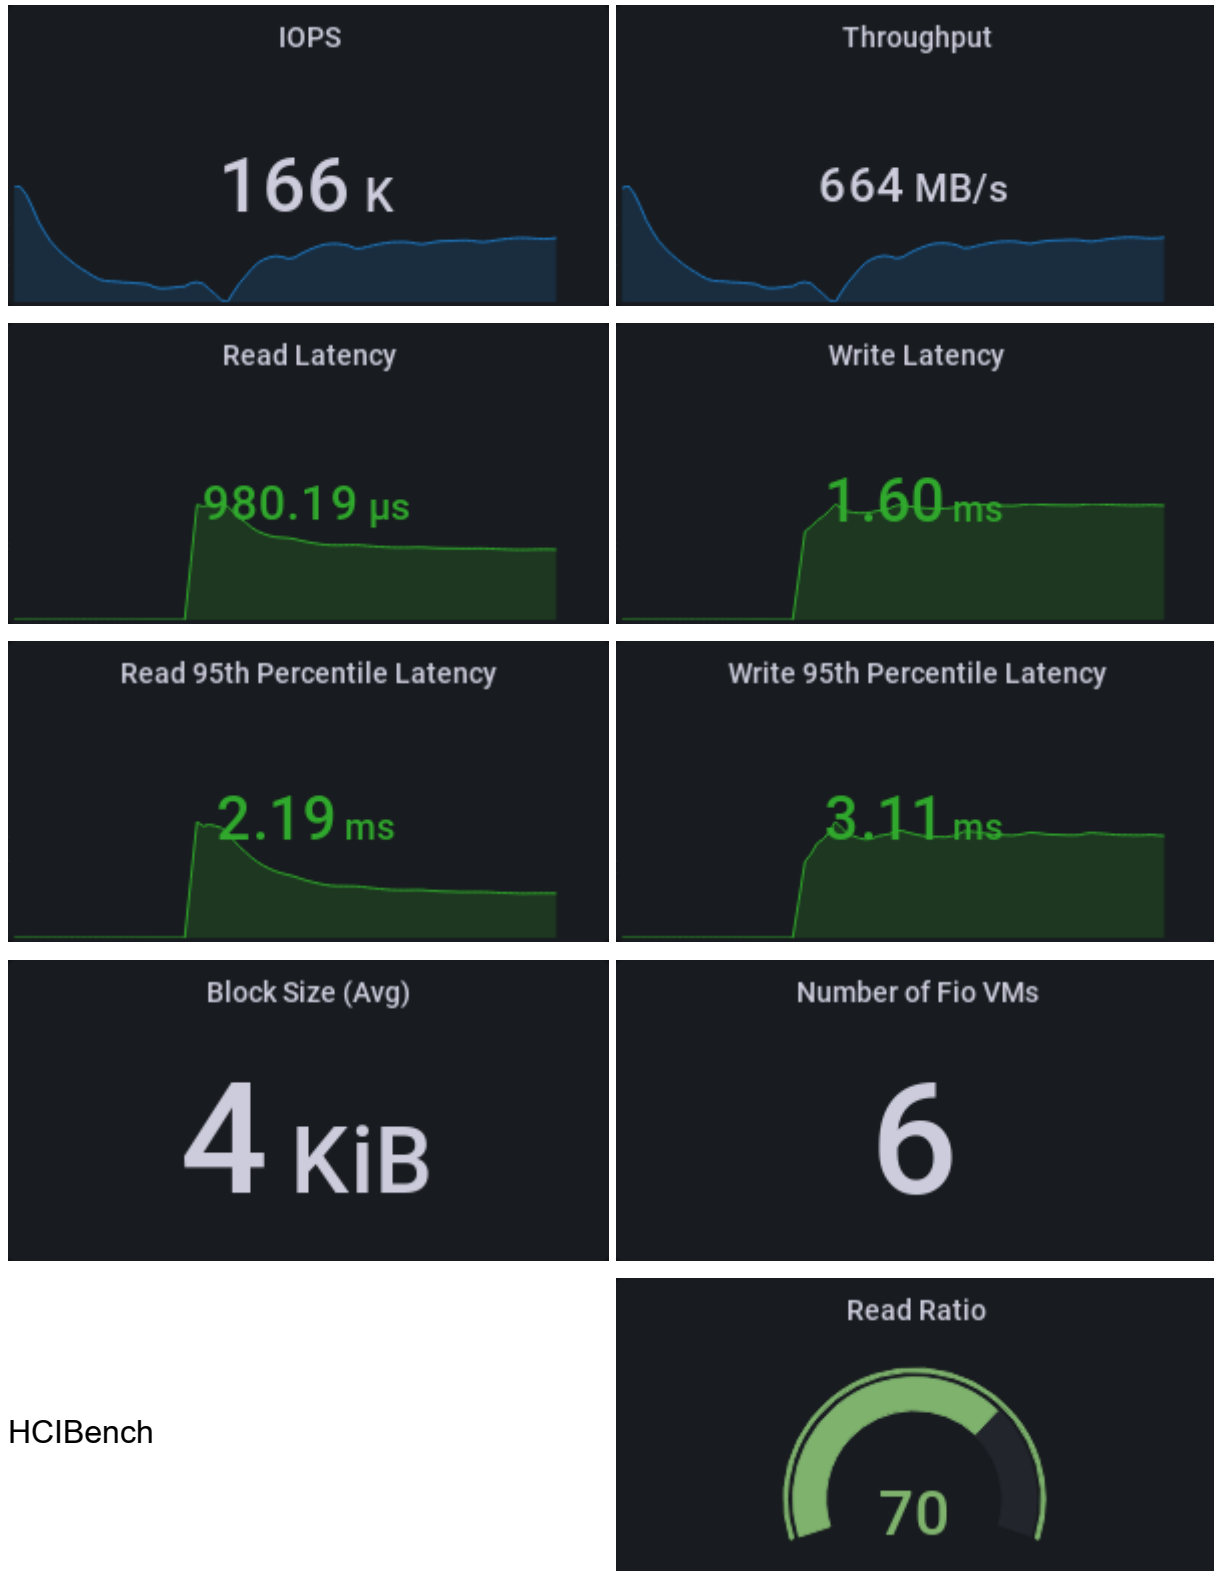 IOPS
Throughput
166 K
664 MB/s
Read Latency
Write Latency
980.19 µs
1.60 ms
Read 95th Percentile Latency
Write 95th Percentile Latency
2.19 ms
3.11 ms
Block Size (Avg)
Number of Fio VMs
4 KiB
6
Read Ratio
HCIBench
70